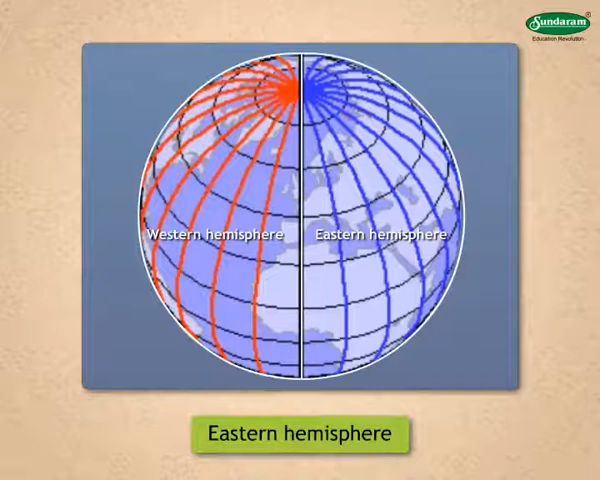 Sundaram®
Education Revolution
Western hemisphere
Eastern hemisphere
Eastern hemisphere